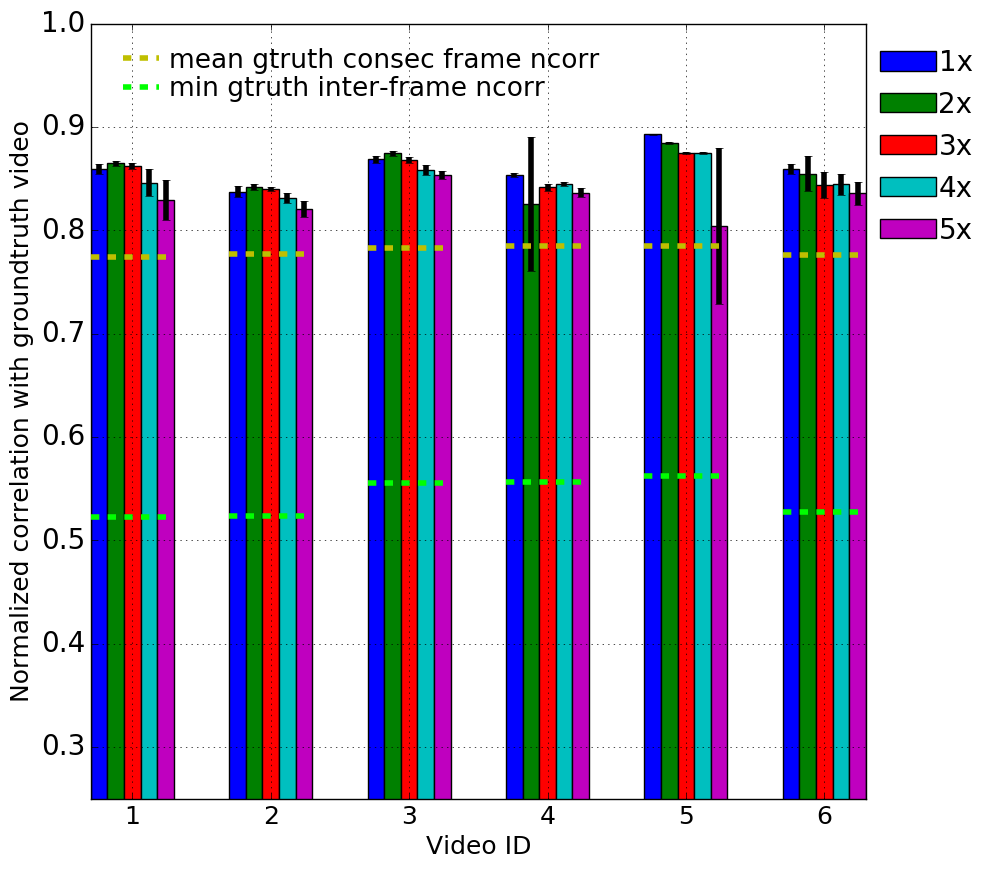 1.0
0.9
0.8
0.7
0.6
0.5
0.4
0.3
Normalized correlation with groundtruth video
mean gtruth consec frame ncorr
min gtruth inter-frame ncorr
1x
2x
3x
4x
5x
1 2 3 4 5 6
Video ID